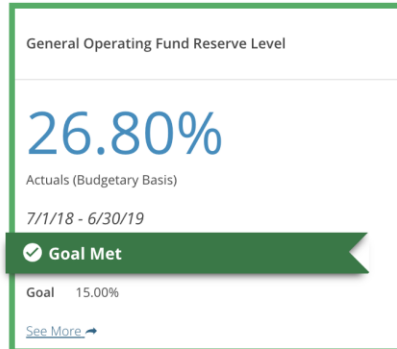 General Operating Fund Reserve Level
26.80%
Actuals (Budgetary Basis)
7/1/18 - 6/30/19
Goal Met
Goal 15.00%
See More